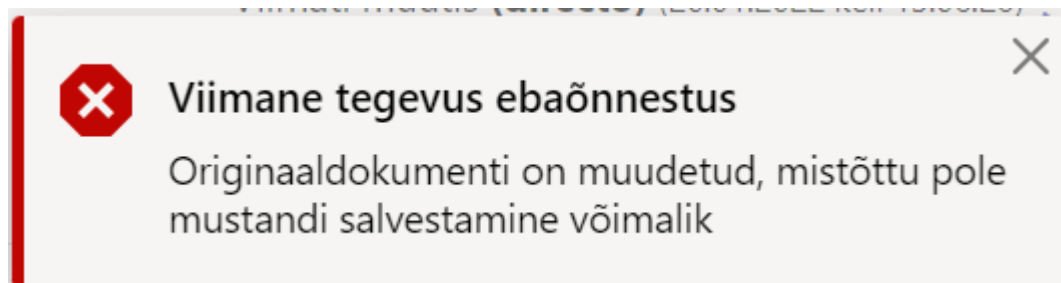 Viimane tegevus ebaõnnestus
Originaaldokumenti on muudetud, mistõttu pole
mustandi salvestamine võimalik